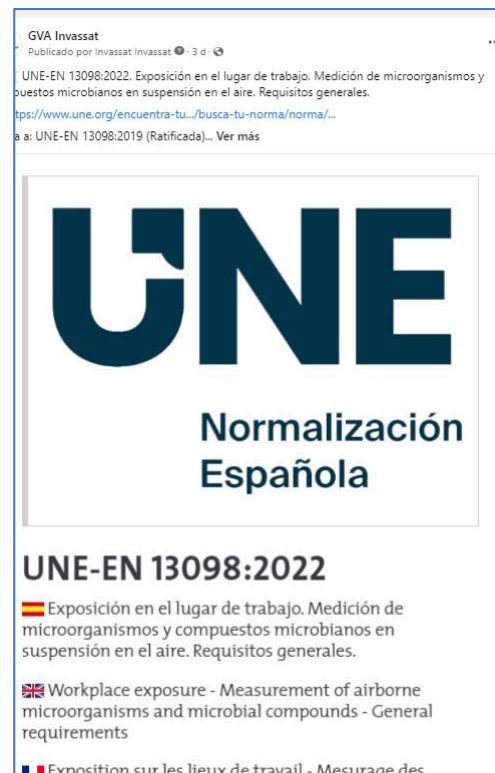 GVA Invassat
Publicado por Invassat Invassat · 3 d ·
UNE-EN 13098:2022. Exposición en el lugar de trabajo. Medición de microorganismos y
puestos microbianos en suspensión en el aire. Requisitos generales.
tps://www.une.org/encuentra-tu.../busca-tu-norma/norma/...
a a: UNE-EN 13098:2019 (Ratificada)... Ver más
UNE
Normalización
Española
UNE-EN 13098:2022
Exposición en el lugar de trabajo. Medición de
microorganismos y compuestos microbianos en
suspensión en el aire. Requisitos generales.
Workplace exposure - Measurement of airborne
microorganisms and microbial compounds - General
requirements
Exposition sur les lieux de travail - Mesurage des